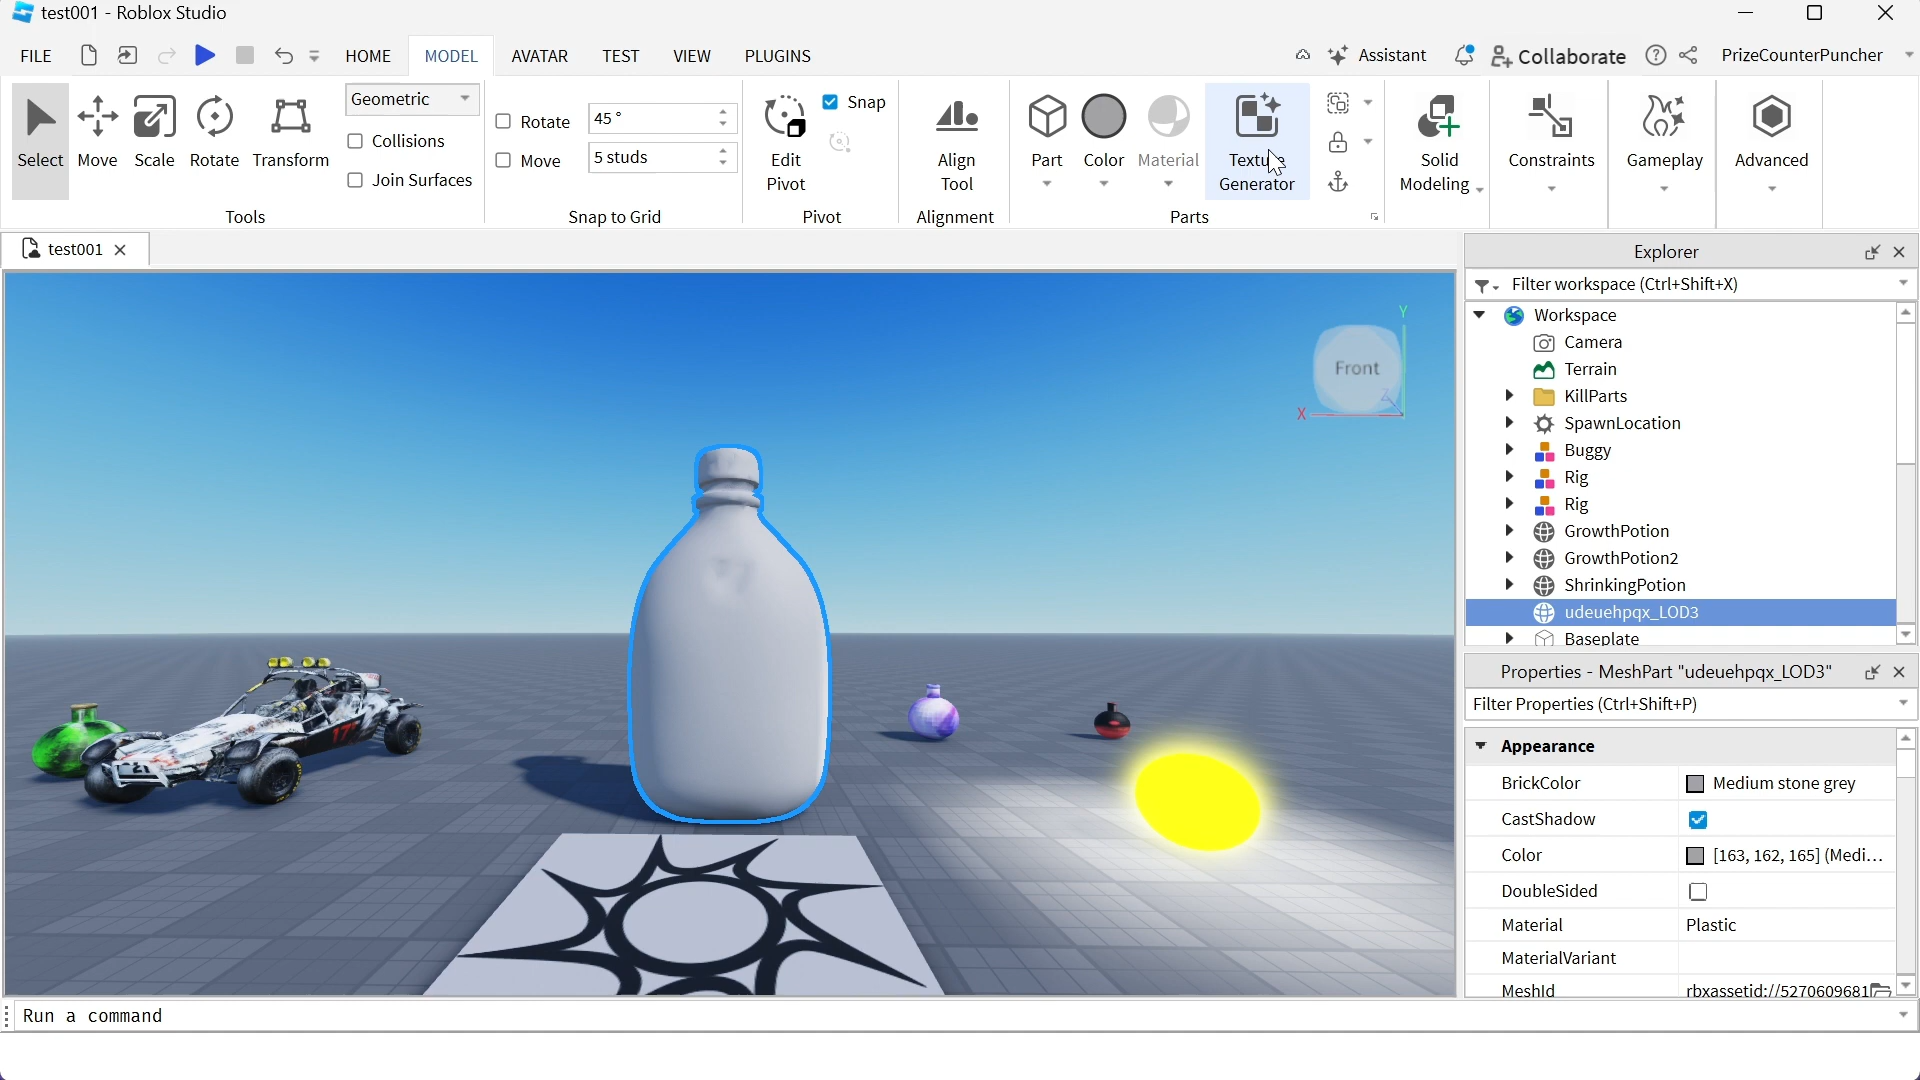 test001 - Roblox Studio
FILE
HOME
MODEL
AVATAR
TEST
VIEW
PLUGINS
Assistant
Collaborate
PrizeCounterPuncher
Select
Move
Scale
Rotate
Transform
Geometric
Collisions
Join Surfaces
Tools
Rotate
45 °
Move
5 studs
Snap to Grid
Edit
Pivot
Snap
Pivot
Align
Tool
Alignment
Part
Color
Material
Texture
Generator
Parts
Solid
Modeling
Constraints
Gameplay
Advanced
test001
Front
Y
X
Z
Explorer
Filter workspace (Ctrl+Shift+X)
Workspace
Camera
Terrain
KillParts
SpawnLocation
Buggy
Rig
Rig
GrowthPotion
GrowthPotion2
ShrinkingPotion
udeuehpqx_LOD3
Baseplate
Properties - MeshPart "udeuehpqx_LOD3"
Filter Properties (Ctrl+Shift+P)
Appearance
BrickColor Medium stone grey
CastShadow
Color [163, 162, 165] (Medi...
DoubleSided
Material Plastic
MaterialVariant
MeshId rbxassetid://5270609681
Run a command